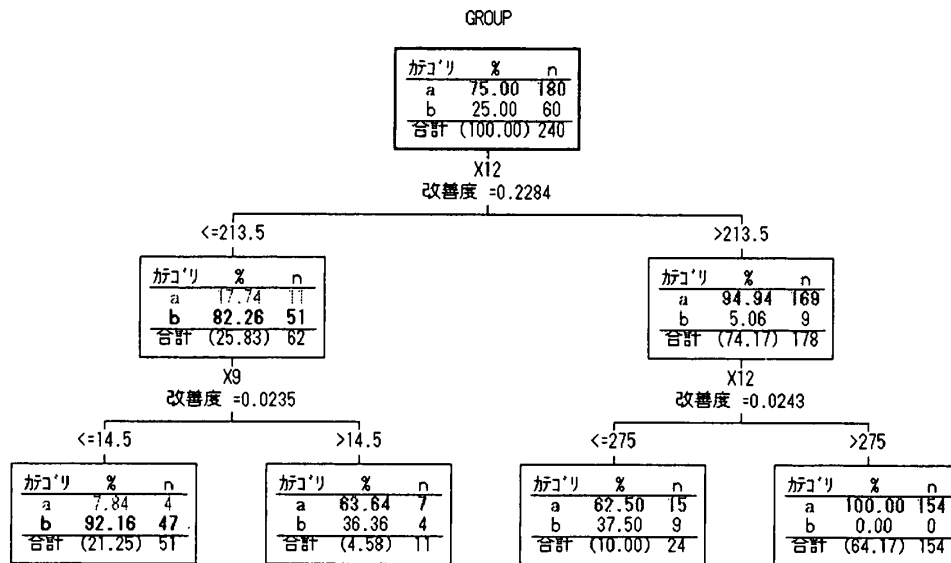 GROUP
カテゴリ % n
a 75.00 180
b 25.00 60
合計 (100.00) 240
X12
改善度 =0.2284
<=213.5
カテゴリ % n
a 17.74 11
b 82.26 51
合計 (25.83) 62
X9
改善度 =0.0235
>213.5
カテゴリ % n
a 94.94 169
b 5.06 9
合計 (74.17) 178
X12
改善度 =0.0243
<=14.5
カテゴリ % n
a 7.84 4
b 92.16 47
合計 (21.25) 51
>14.5
カテゴリ % n
a 63.64 7
b 36.36 4
合計 (4.58) 11
<=275
カテゴリ % n
a 62.50 15
b 37.50 9
合計 (10.00) 24
>275
カテゴリ % n
a 100.00 154
b 0.00 0
合計 (64.17) 154